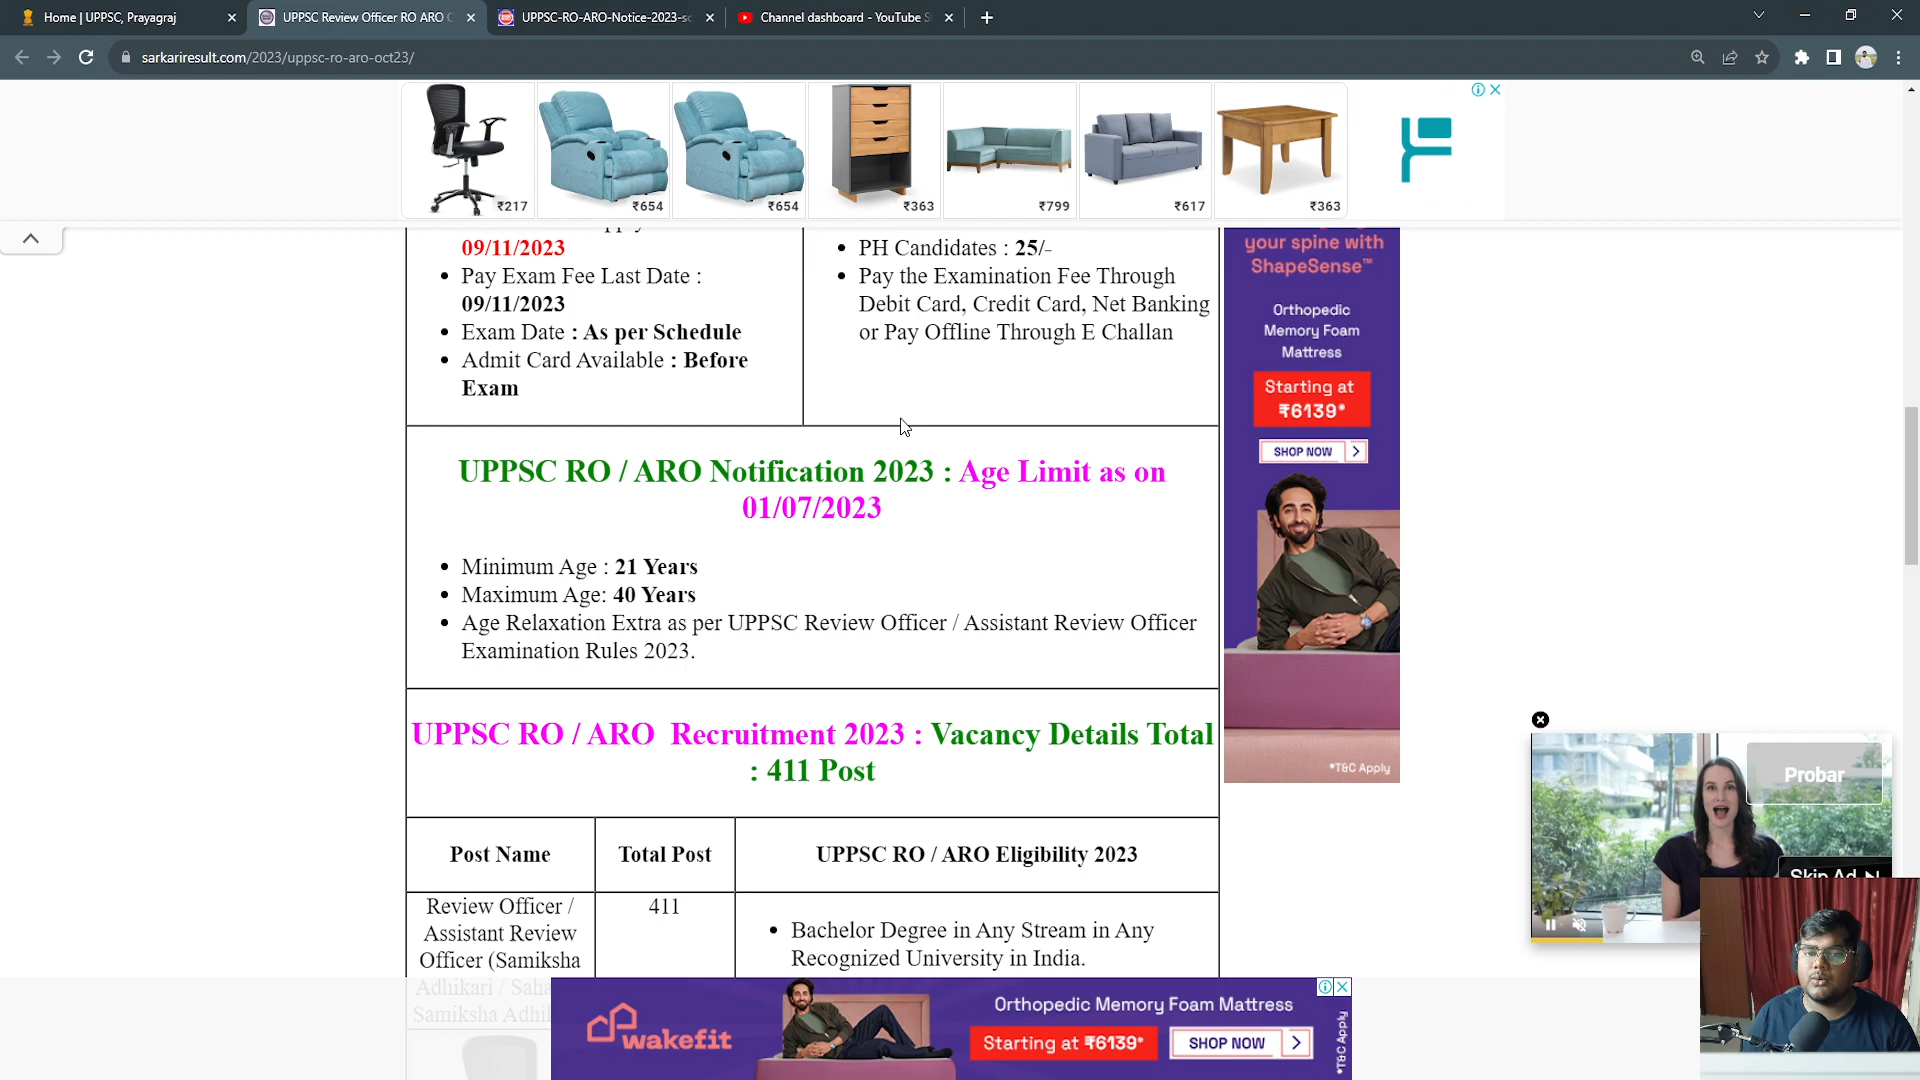 Home | UPPSC, Prayagraj
UPPSC Review Officer RO ARO
UPPSC-RO-ARO-Notice-2023-sc
Channel dashboard - YouTube S
sarkariresult.com/2023/uppsc-ro-aro-oct23/
₹217
₹654
₹654
₹363
₹799
₹617
₹363
09/11/2023
Pay Exam Fee Last Date :
09/11/2023
Exam Date : As per Schedule
Admit Card Available : Before
Exam
PH Candidates : 25/-
Pay the Examination Fee Through
Debit Card, Credit Card, Net Banking
or Pay Offline Through E Challan
UPPSC RO / ARO Notification 2023 : Age Limit as on
01/07/2023
Minimum Age : 21 Years
Maximum Age: 40 Years
Age Relaxation Extra as per UPPSC Review Officer / Assistant Review Officer
Examination Rules 2023.
UPPSC RO / ARO Recruitment 2023 : Vacancy Details Total
: 411 Post
Post Name
Total Post
UPPSC RO / ARO Eligibility 2023
Review Officer /
Assistant Review
Officer (Samiksha
Adhikari / Saha
Samiksha Adhi
411
Bachelor Degree in Any Stream in Any
Recognized University in India.
your spine with
ShapeSense™
Orthopedic
Memory Foam
Mattress
Starting at
₹6139*
SHOP NOW
*T&C Apply
Probar
Skip Ad
wakefit
Orthopedic Memory Foam Mattress
Starting at ₹6139*
SHOP NOW
*T&C Apply